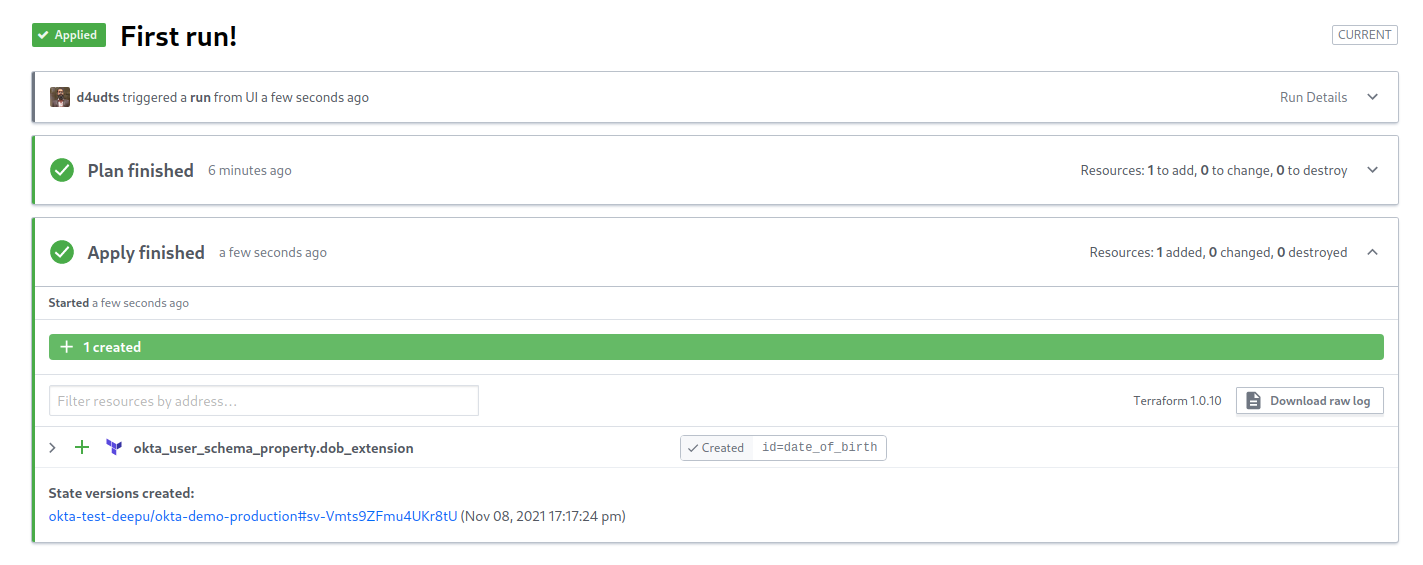 Applied First run! CURRENT
d4udts triggered a run from UI a few seconds ago Run Details
Plan finished 6 minutes ago Resources: 1 to add, 0 to change, 0 to destroy
Apply finished a few seconds ago Resources: 1 added, 0 changed, 0 destroyed
Started a few seconds ago
+ 1 created
Filter resources by address... Terraform 1.0.10 Download raw log
+ okta_user_schema_property.dob_extension Created id=date_of_birth
State versions created:
okta-test-deepu/okta-demo-production#sv-Vmts9ZFmu4UKr8tU (Nov 08, 2021 17:17:24 pm)